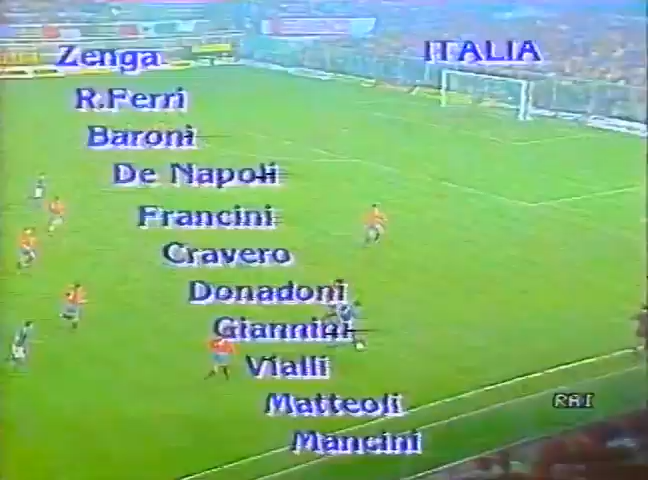 Zenga
ITALIA
R.Ferri
Baroni
De Napoli
Francini
Cravero
Donadoni
Giannini
Vialli
Matteoli
Mancini
RAI